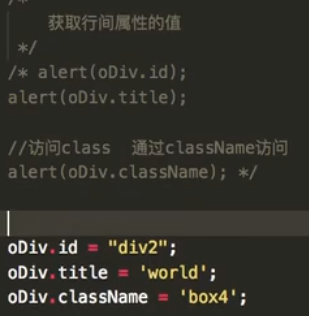 /*
获取行间属性的值
*/
/* alert(oDiv.id);
alert(oDiv.title);
//访问class 通过className访问
alert(oDiv.className); */
oDiv.id = "div2";
oDiv.title = 'world';
oDiv.className = 'box4';